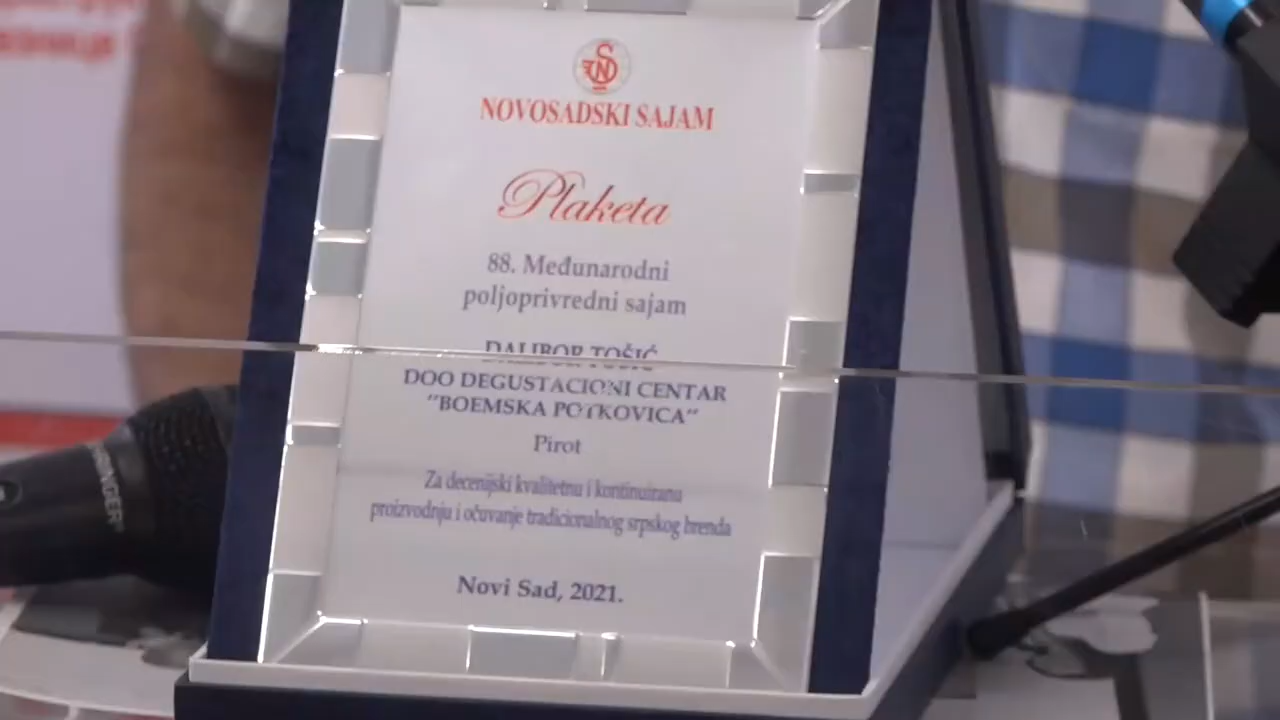 NOVOSADSKI SAJAM
Plaketa
88. Međunarodni
poljoprivredni sajam
DALIBOR TOŠIĆ
DOO DEGUSTACIONI CENTAR
"BOEMSKA POTKOVICA"
Pirot
Za decenijski kvalitetnu i kontinuiranu
proizvodnju i očuvanje tradicionalnog srpskog brenda
Novi Sad, 2021.